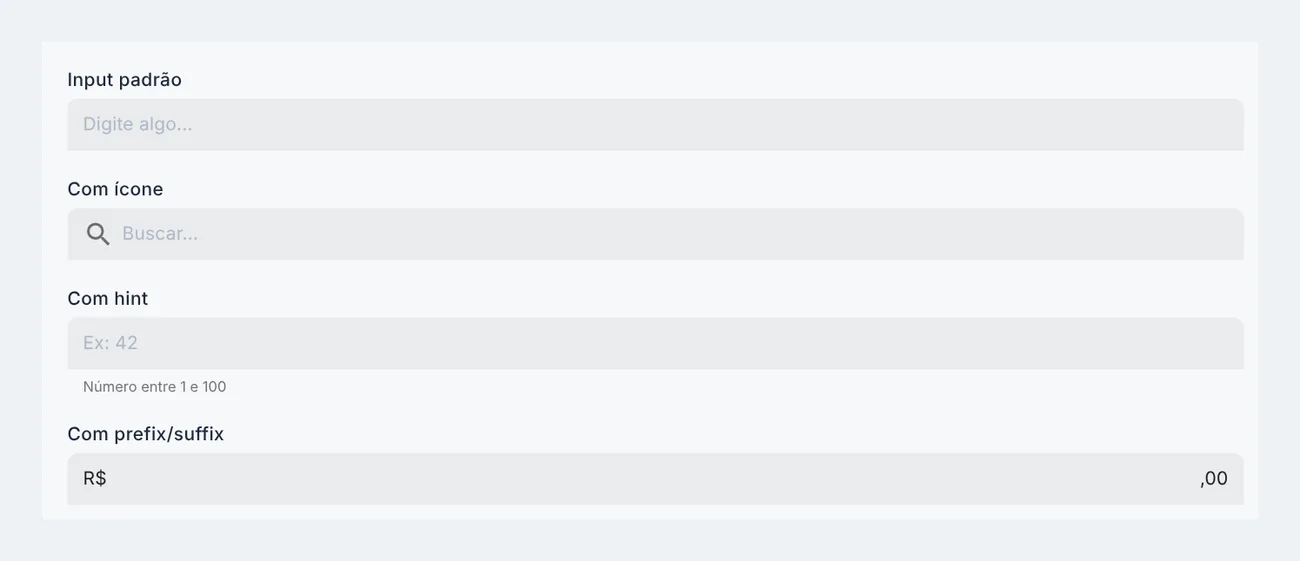 Input padrão
Digite algo...
Com ícone
Buscar...
Com hint
Ex: 42
Número entre 1 e 100
Com prefix/suffix
R$ ,00